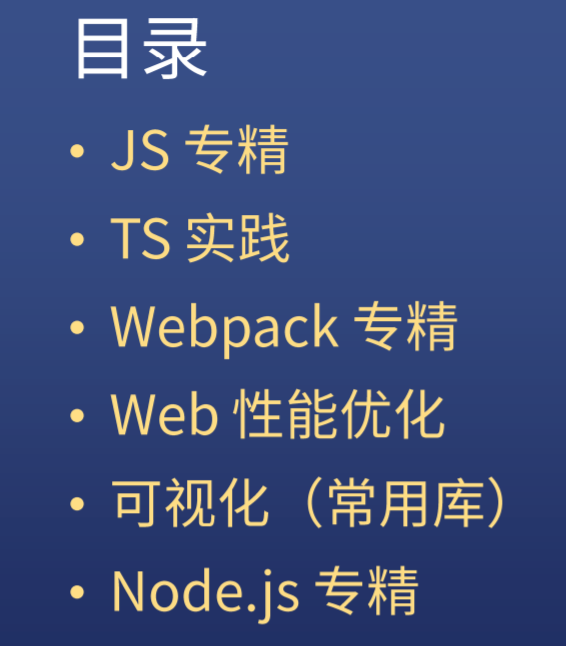 目录
• JS 专精
• TS 实践
• Webpack 专精
• Web 性能优化
• 可视化（常用库）
• Node.js 专精